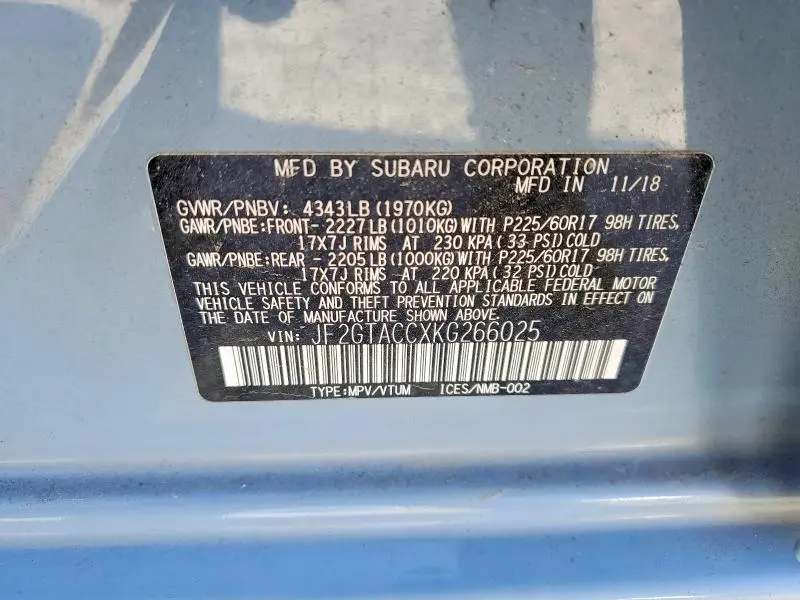 MFD BY SUBARU CORPORATION
MFD IN 11/18
GVWR/PNBV: 4343LB(1970KG)
GAWR/PNBE:FRONT- 2227LB(1010KG)WITH P225/60R17 98H TIRES,
17X7J RIMS AT 230 KPA(33 PSI)COLD
GAWR/PNBE:REAR - 2205LB(1000KG)WITH P225/60R17 98H TIRES,
17X7J RIMS AT 220 KPA(32 PSI)COLD
THIS VEHICLE CONFORMS TO ALL APPLICABLE FEDERAL MOTOR
VEHICLE SAFETY AND THEFT PREVENTION STANDARDS IN EFFECT ON
THE DATE OF MANUFACTURE SHOWN ABOVE.
VIN: JF2GTACCXKG266025
TYPE:MPV/VTUM ICES/NMB-002